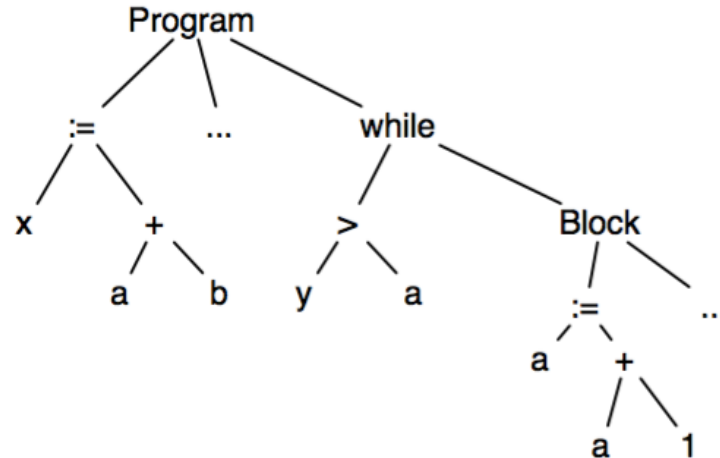 Program
:= ... while
x + > Block
a b y a := ..
a +
a 1